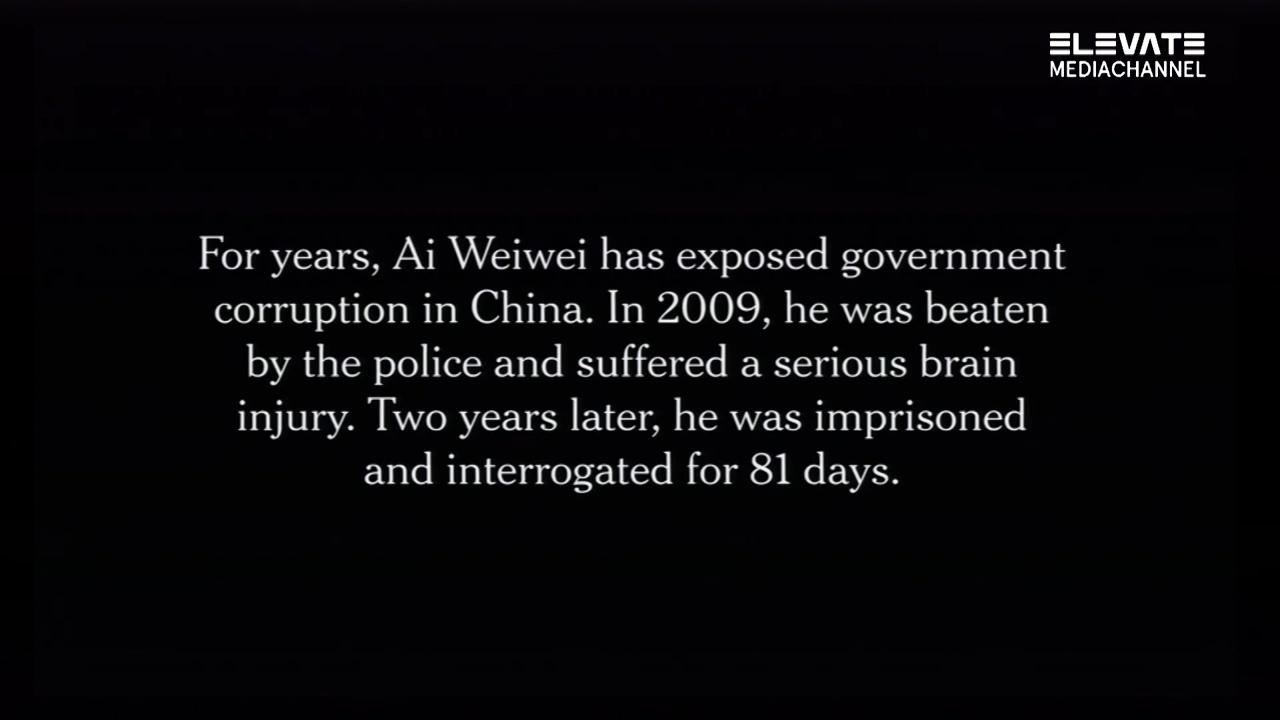 ELEVATE
MEDIACHANNEL
For years, Ai Weiwei has exposed government
corruption in China. In 2009, he was beaten
by the police and suffered a serious brain
injury. Two years later, he was imprisoned
and interrogated for 81 days.